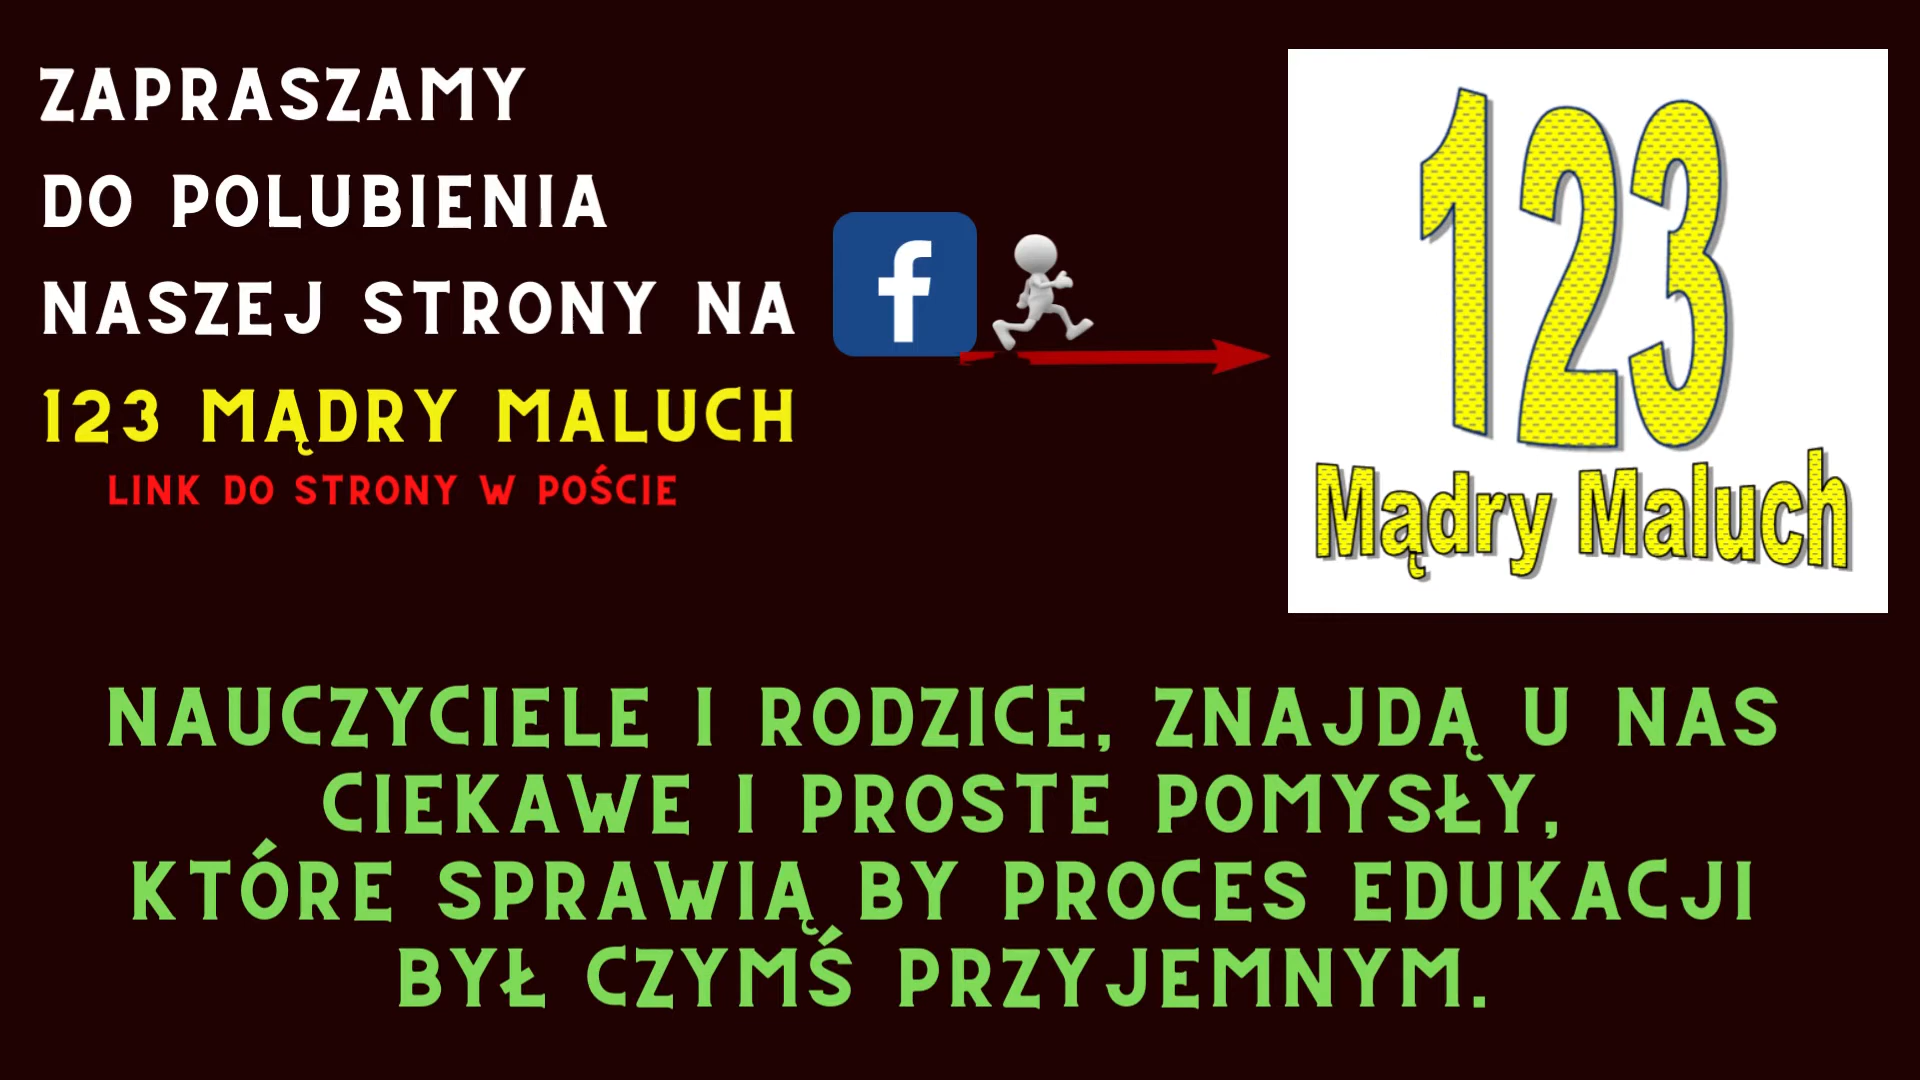 ZAPRASZAMY
DO POLUBIENIA
NASZEJ STRONY NA
f
123 MĄDRY MALUCH
LINK DO STRONY W POŚCIE
123
Mądry Maluch
NAUCZYCIELE I RODZICE, ZNAJDĄ U NAS
CIEKAWE I PROSTE POMYSŁY,
KTÓRE SPRAWIĄ BY PROCES EDUKACJI
BYŁ CZYMŚ PRZYJEMNYM.